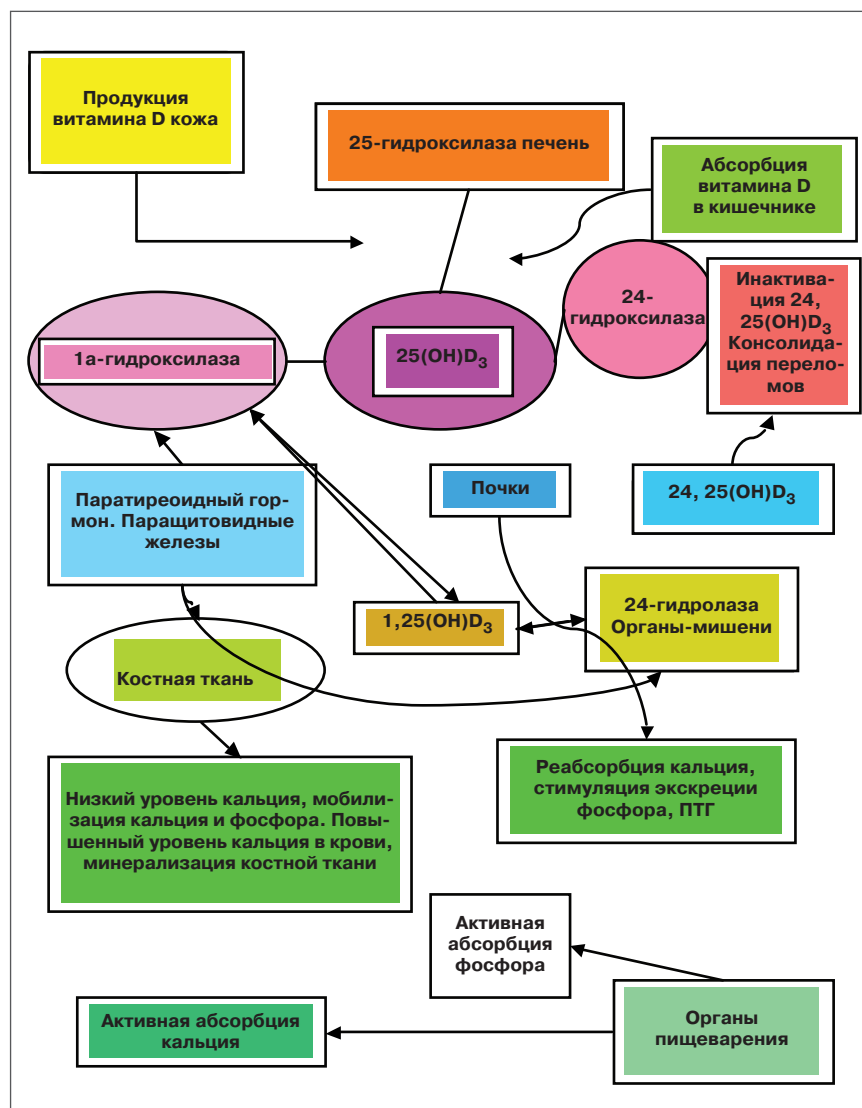 Продукция
витамина D кожа
25-гидроксилаза печень
Абсорбция
витамина D
в кишечнике
24-
гидроксилаза
Инактива-
ция 24,
25(OH)D₃
Консолида-
ция перело-
мов
1a-гидроксилаза
25(OH)D₃
Паратиреоидный гор-
мон. Паращитовидные
железы
Почки
24, 25(OH)D₃
1,25(OH)D₃
24-гидролаза
Органы-мишени
Костная ткань
Реабсорбция кальция,
стимуляция экскреции
фосфора, ПТГ
Низкий уровень кальция, мобили-
зация кальция и фосфора. Повы-
шенный уровень кальция в крови,
минерализация костной ткани
Активная
абсорбция
фосфора
Активная абсорбция
кальция
Органы
пищеварения